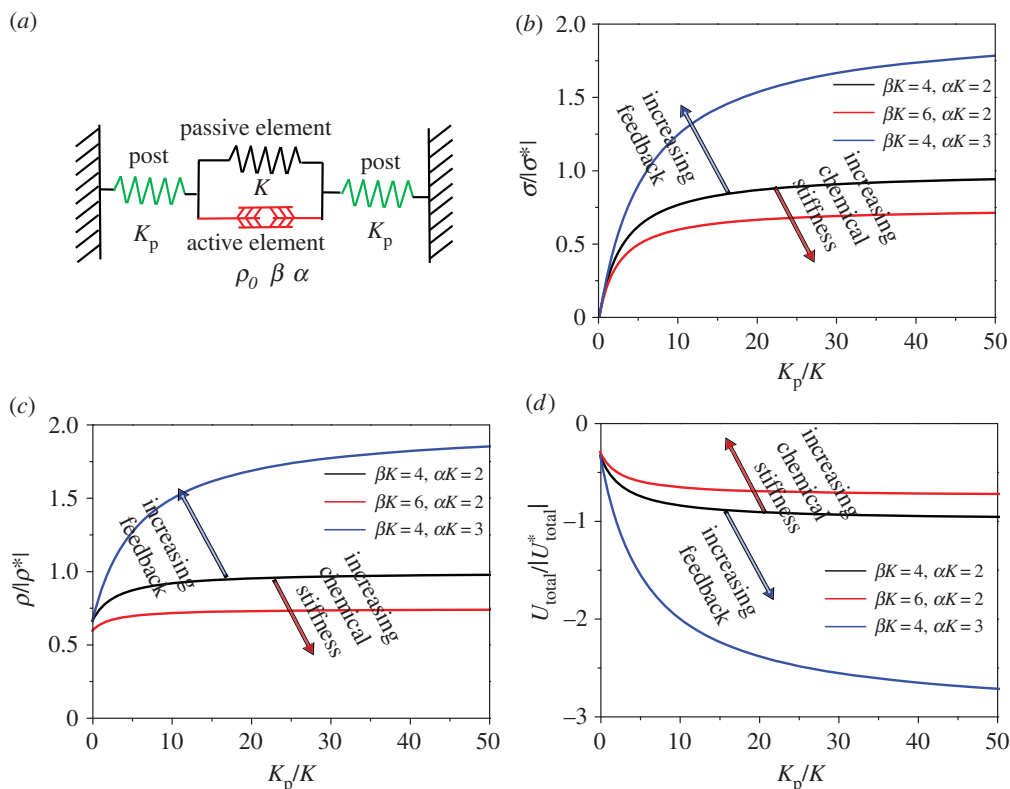 (a)
passive element
post
post
K
Kp
Kp
active element
ρ0 β α
(b)
2.0
1.5
1.0
0.5
0
σ/|σ*|
βK = 4, αK = 2
βK = 6, αK = 2
βK = 4, αK = 3
increasing
feedback
increasing
chemical
stiffness
0
10
20
30
40
50
Kp/K
(c)
2.0
1.5
1.0
0.5
0
ρ/|ρ*|
βK = 4, αK = 2
βK = 6, αK = 2
βK = 4, αK = 3
increasing
feedback
increasing
chemical
stiffness
0
10
20
30
40
50
Kp/K
(d)
0
−1
−2
−3
Utotal/|U*total|
increasing
chemical
stiffness
increasing
feedback
βK = 4, αK = 2
βK = 6, αK = 2
βK = 4, αK = 3
0
10
20
30
40
50
Kp/K